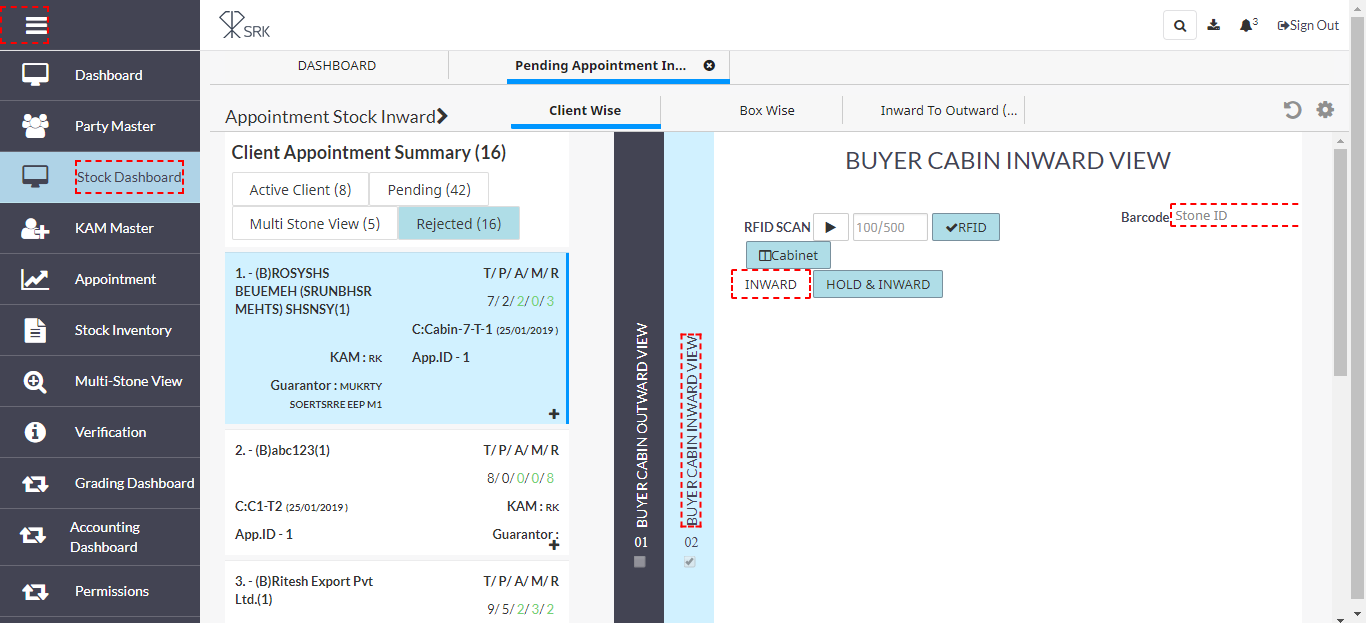 SRK
3
Sign Out
Dashboard
Party Master
Stock Dashboard
KAM Master
Appointment
Stock Inventory
Multi-Stone View
Verification
Grading Dashboard
Accounting
Dashboard
Permissions
DASHBOARD
Pending Appointment In...
Appointment Stock Inward
Client Wise
Box Wise
Inward To Outward (...
Client Appointment Summary (16)
Active Client (8)
Pending (42)
Multi Stone View (5)
Rejected (16)
1. - (B)ROSYSHS
BEUEMEH (SRUNBHSR
MEHTS) SHSNSY(1)
T/ P/ A/ M/ R
7/ 2/ 2/ 0/ 3
C:Cabin-7-T-1 (25/01/2019 )
KAM : RK
App.ID - 1
Guarantor : MUKRTY
SOERTSRRE EEP M1
2. - (B)abc123(1)
T/ P/ A/ M/ R
8/ 0/ 0/ 0/ 8
C:C1-T2 (25/01/2019 )
KAM : RK
App.ID - 1
Guarantor :
3. - (B)Ritesh Export Pvt
Ltd.(1)
T/ P/ A/ M/ R
9/ 5/ 2/ 3/ 2
BUYER CABIN OUTWARD VIEW
01
BUYER CABIN INWARD VIEW
02
BUYER CABIN INWARD VIEW
Barcode
Stone ID
RFID SCAN
100/500
RFID
Cabinet
INWARD
HOLD & INWARD